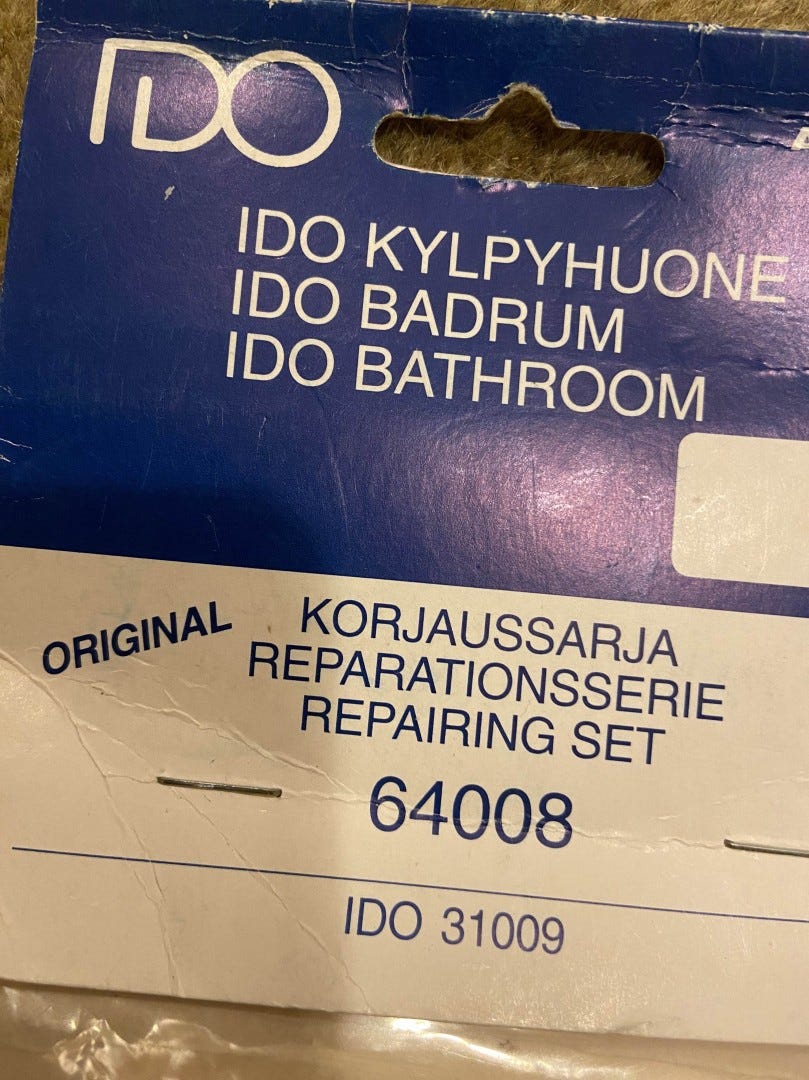 IDO
IDO KYLPYHUONE
IDO BADRUM
IDO BATHROOM
ORIGINAL
KORJAUSSARJA
REPARATIONSSERIE
REPAIRING SET
64008
IDO 31009